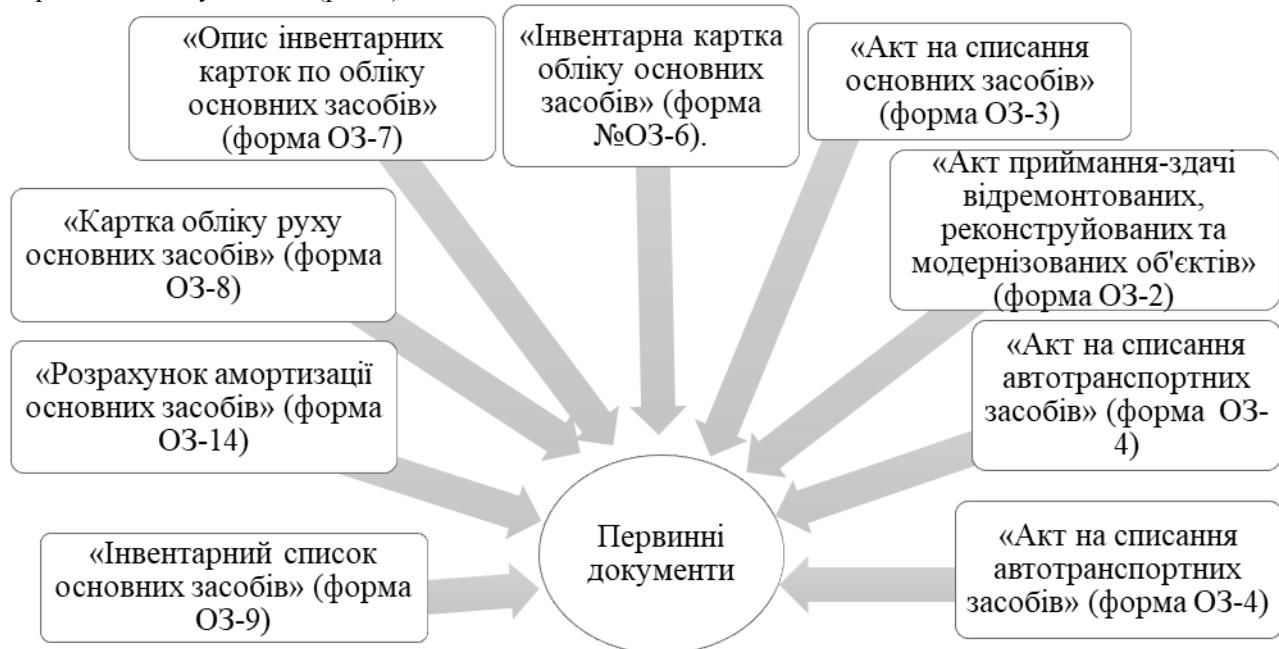 «Опис інвентарних
карток по обліку
основних засобів»
(форма ОЗ-7)
«Інвентарна картка
обліку основних
засобів» (форма
№ОЗ-6).
«Акт на списання
основних засобів»
(форма ОЗ-3)
«Акт приймання-здачі
відремонтованих,
реконструйованих та
модернізованих об'єктів»
(форма ОЗ-2)
«Картка обліку руху
основних засобів» (форма
ОЗ-8)
«Акт на списання
автотранспортних
засобів» (форма ОЗ-
4)
«Розрахунок амортизації
основних засобів» (форма
ОЗ-14)
«Інвентарний список
основних засобів» (форма
ОЗ-9)
Первинні
документи
«Акт на списання
автотранспортних
засобів» (форма ОЗ-4)